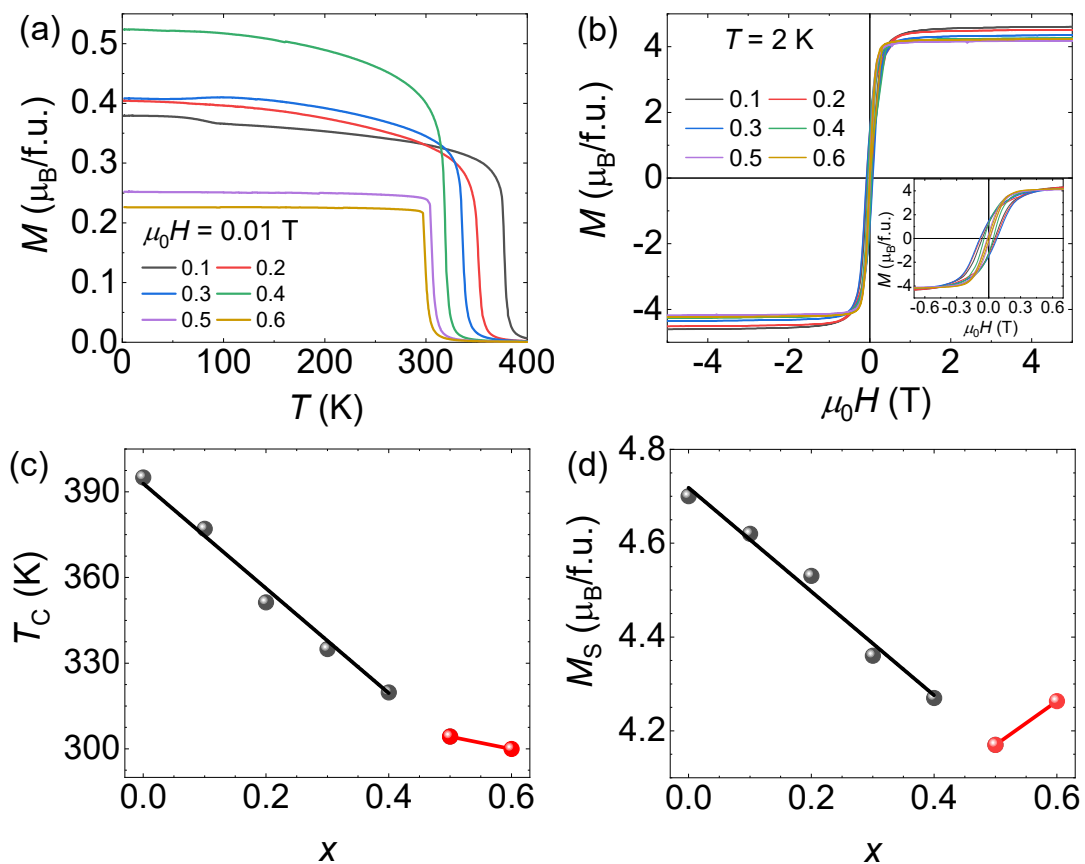 (a)
0.5
0.4
0.3
0.2
0.1
0.0
M (μB/f.u.)
μ0H = 0.01 T
0.1 0.2
0.3 0.4
0.5 0.6
0 100 200 300 400
T (K)
(b)
T = 2 K
4
2
0
-2
-4
M (μB/f.u.)
0.1 0.2
0.3 0.4
0.5 0.6
4
2
0
-2
-4
M (μB/f.u.)
-0.6 -0.3 0.0 0.3 0.6
μ0H (T)
-4 -2 0 2 4
μ0H (T)
(c)
390
360
330
300
TC (K)
0.0 0.2 0.4 0.6
x
(d)
4.8
4.6
4.4
4.2
MS (μB/f.u.)
0.0 0.2 0.4 0.6
x